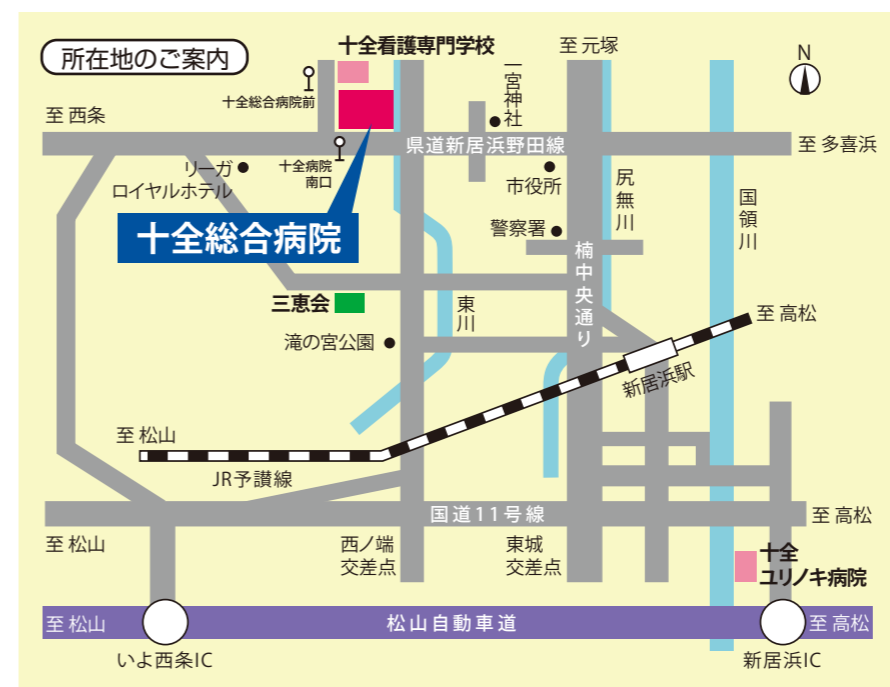 所在地のご案内
十全看護専門学校
至 元塚
N
十全総合病院前
一宮神社
至 西条
県道新居浜野田線
至 多喜浜
リーガ
ロイヤルホテル
十全病院
南口
市役所
尻無川
国領川
十全総合病院
警察署
楠中央通り
三恵会
東川
至 高松
滝の宮公園
新居浜駅
至 松山
JR予讃線
国道11号線
至 高松
至 松山
西ノ端
交差点
東城
交差点
十全
ユリノキ病院
至 松山
松山自動車道
至 高松
いよ西条IC
新居浜IC